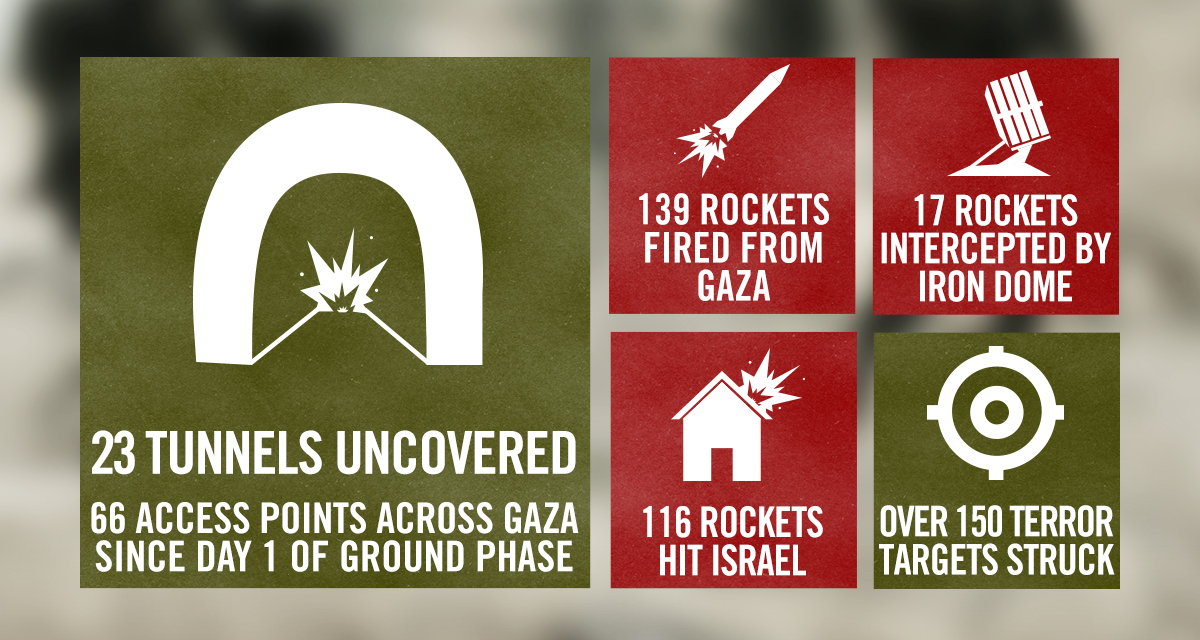 23 TUNNELS UNCOVERED
66 ACCESS POINTS ACROSS GAZA
SINCE DAY 1 OF GROUND PHASE
139 ROCKETS
FIRED FROM
GAZA
17 ROCKETS
INTERCEPTED BY
IRON DOME
116 ROCKETS
HIT ISRAEL
OVER 150 TERROR
TARGETS STRUCK